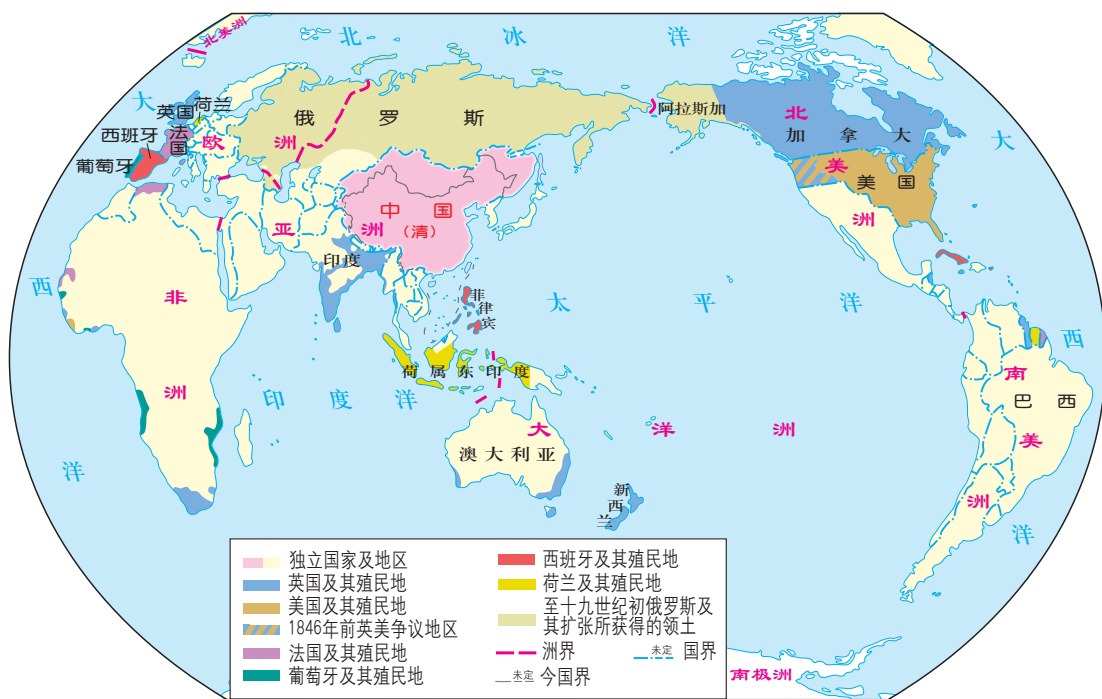 北美洲
北 冰 洋
大
英国
荷兰
西班牙
法国
葡萄牙
欧 洲
俄 罗 斯
阿拉斯加
北
加 拿 大
大
美
美 国
洲
中 国
(清)
亚 洲
印度
西
非
洲
洋
菲律宾
太 平 洋
荷 属 东 印 度
印 度 洋
大 洋 洲
澳大利亚
新西兰
西
南
巴 西
美
洲
洋
南极洲
独立国家及地区
英国及其殖民地
美国及其殖民地
1846年前英美争议地区
法国及其殖民地
葡萄牙及其殖民地
西班牙及其殖民地
荷兰及其殖民地
至十九世纪初俄罗斯及
其扩张所获得的领土
洲界
未定 国界
未定 今国界